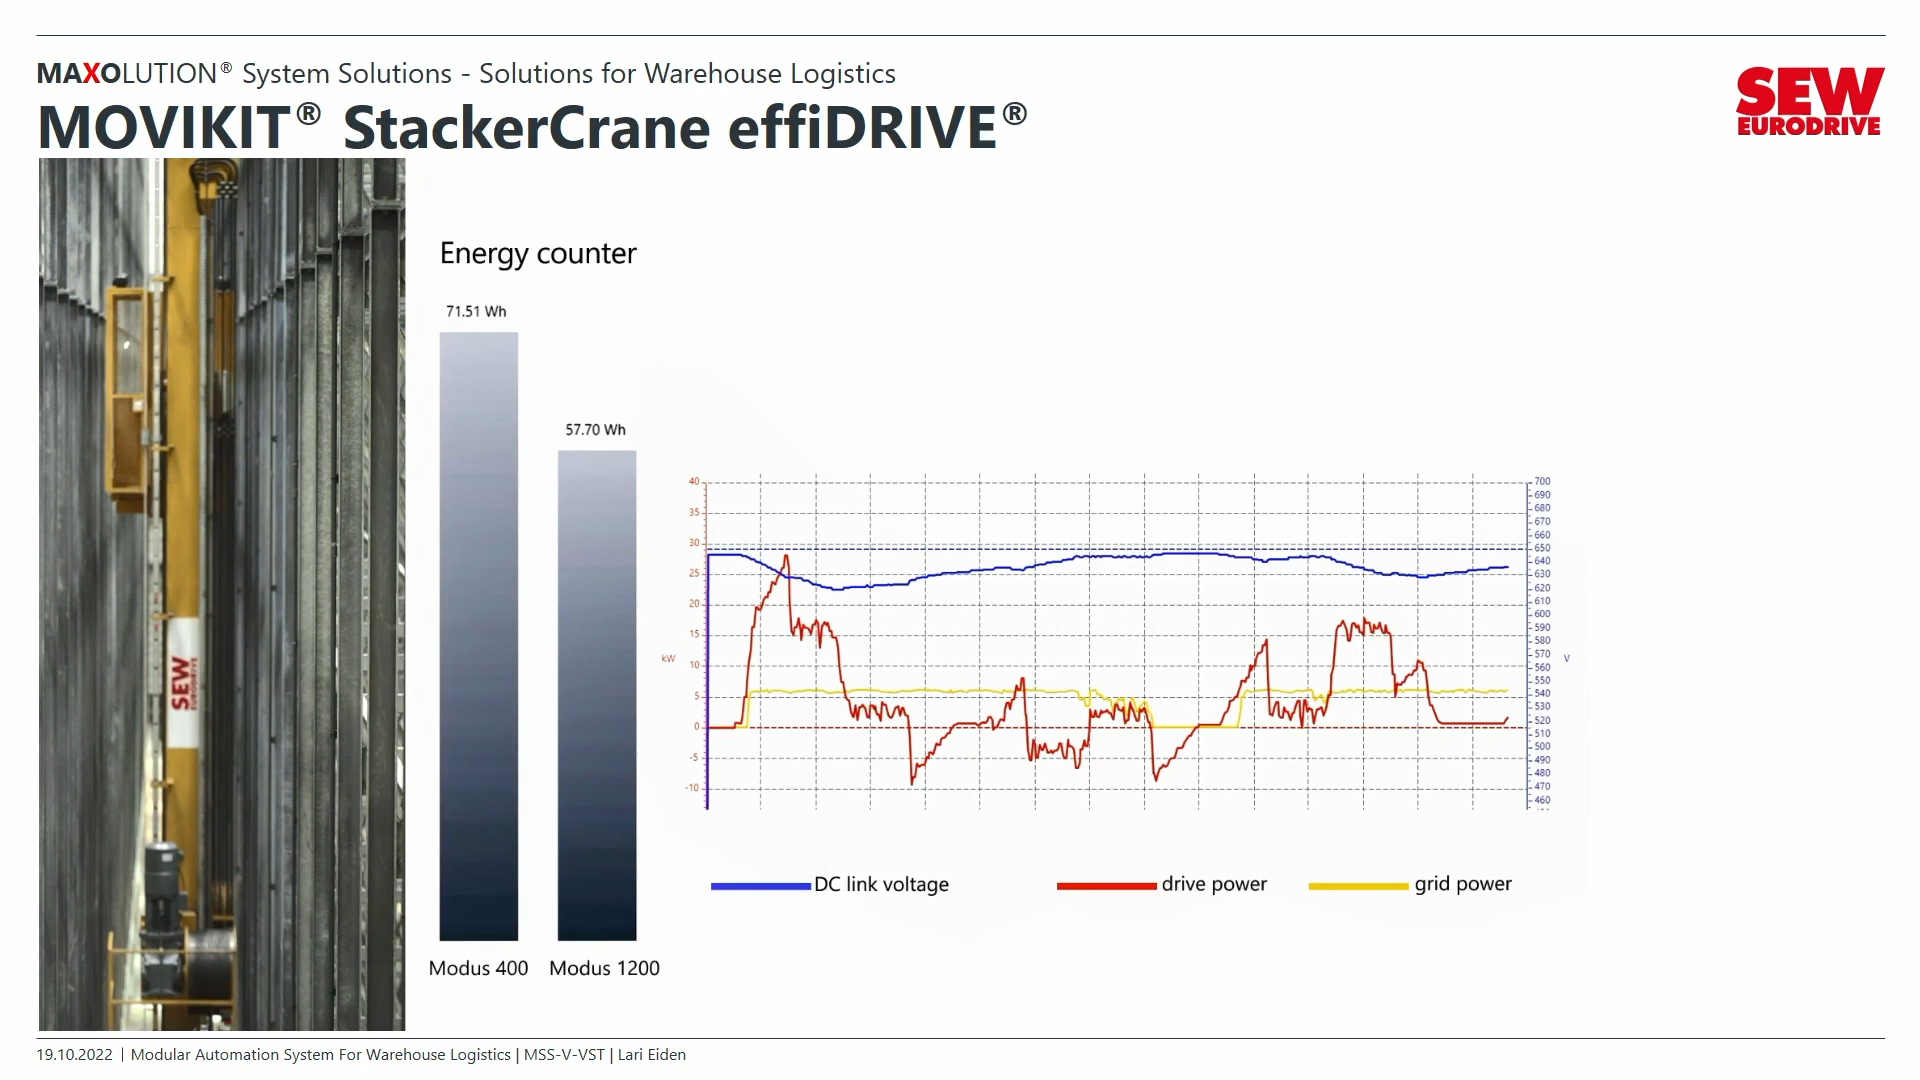 MAXOLUTION® System Solutions - Solutions for Warehouse Logistics
MOVIKIT® StackerCrane effiDRIVE®
SEW
EURODRIVE
Energy counter
71.51 Wh
57.70 Wh
Modus 400
Modus 1200
SEW
EURODRIVE
40
35
30
25
20
15
kW
10
5
0
-5
-10
700
690
680
670
660
650
640
630
620
610
600
590
580
570
V
560
550
540
530
520
510
500
490
480
470
460
DC link voltage
drive power
grid power
19.10.2022 | Modular Automation System For Warehouse Logistics | MSS-V-VST | Lari Eiden